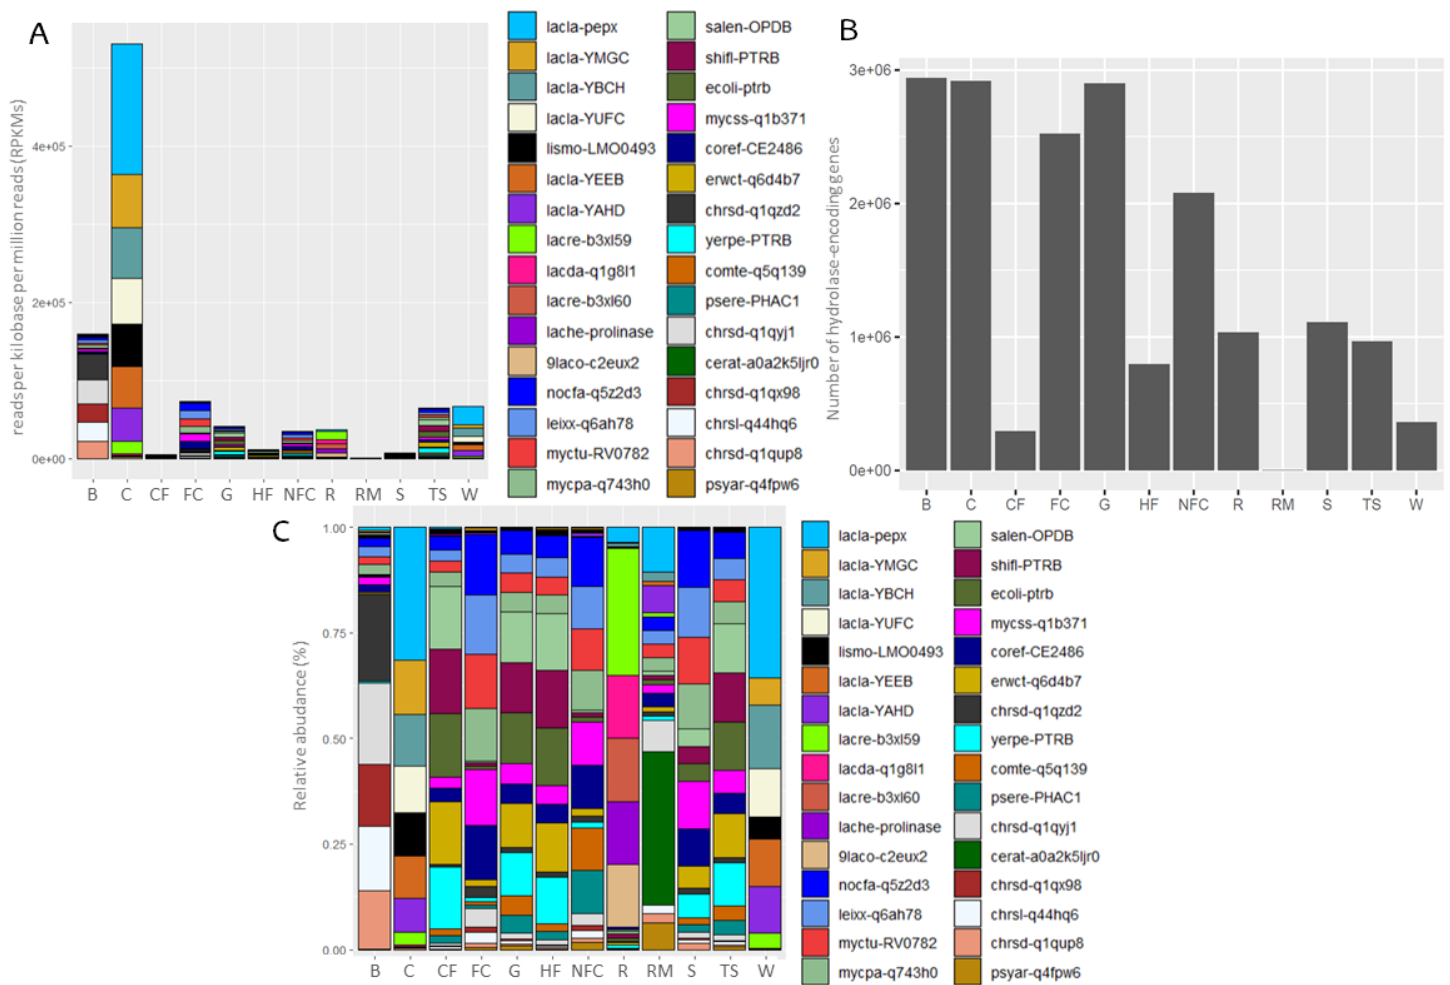 A
reads per kilobase per million reads (RPKMs)
4e+05
2e+05
0e+00
B C CF FC G HF NFC R RM S TS W
lacla-pepx
lacla-YMGC
lacla-YBCH
lacla-YUFC
lismo-LMO0493
lacla-YEEB
lacla-YAHD
lacre-b3xl59
lacda-q1g8l1
lacre-b3xl60
lache-prolinase
9laco-c2eux2
nocfa-q5z2d3
leixx-q6ah78
myctu-RV0782
mycpa-q743h0
salen-OPDB
shifl-PTRB
ecoli-ptrb
mycss-q1b371
coref-CE2486
erwct-q6d4b7
chrsd-q1qzd2
yerpe-PTRB
comte-q5q139
psere-PHAC1
chrsd-q1qyj1
cerat-a0a2k5ljr0
chrsd-q1qx98
chrsl-q44hq6
chrsd-q1qup8
psyar-q4fpw6
B
Number of hydrolase-encoding genes
3e+06
2e+06
1e+06
0e+00
B C CF FC G HF NFC R RM S TS W
C
Relative abudance (%)
1.00
0.75
0.50
0.25
0.00
B C CF FC G HF NFC R RM S TS W
lacla-pepx
lacla-YMGC
lacla-YBCH
lacla-YUFC
lismo-LMO0493
lacla-YEEB
lacla-YAHD
lacre-b3xl59
lacda-q1g8l1
lacre-b3xl60
lache-prolinase
9laco-c2eux2
nocfa-q5z2d3
leixx-q6ah78
myctu-RV0782
mycpa-q743h0
salen-OPDB
shifl-PTRB
ecoli-ptrb
mycss-q1b371
coref-CE2486
erwct-q6d4b7
chrsd-q1qzd2
yerpe-PTRB
comte-q5q139
psere-PHAC1
chrsd-q1qyj1
cerat-a0a2k5ljr0
chrsd-q1qx98
chrsl-q44hq6
chrsd-q1qup8
psyar-q4fpw6